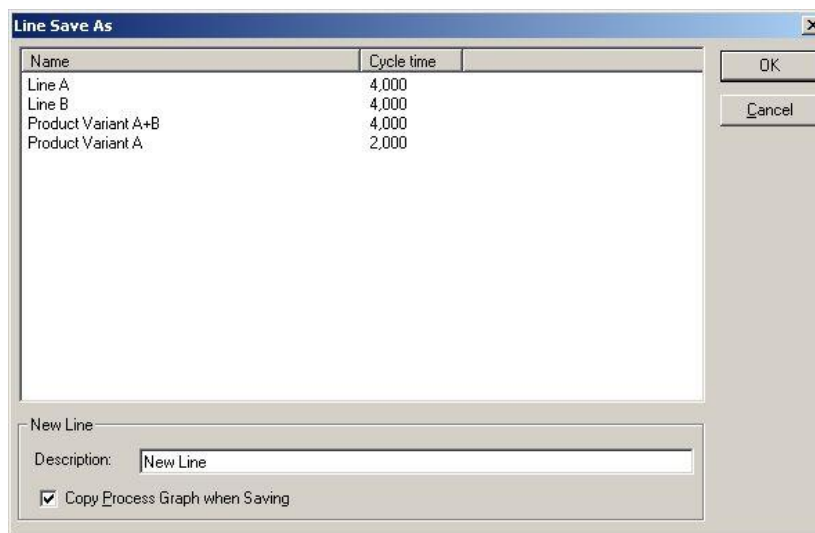 Line Save As
Name Cycle time
Line A 4,000
Line B 4,000
Product Variant A+B 4,000
Product Variant A 2,000
OK
Cancel
New Line
Description: New Line
Copy Process Graph when Saving